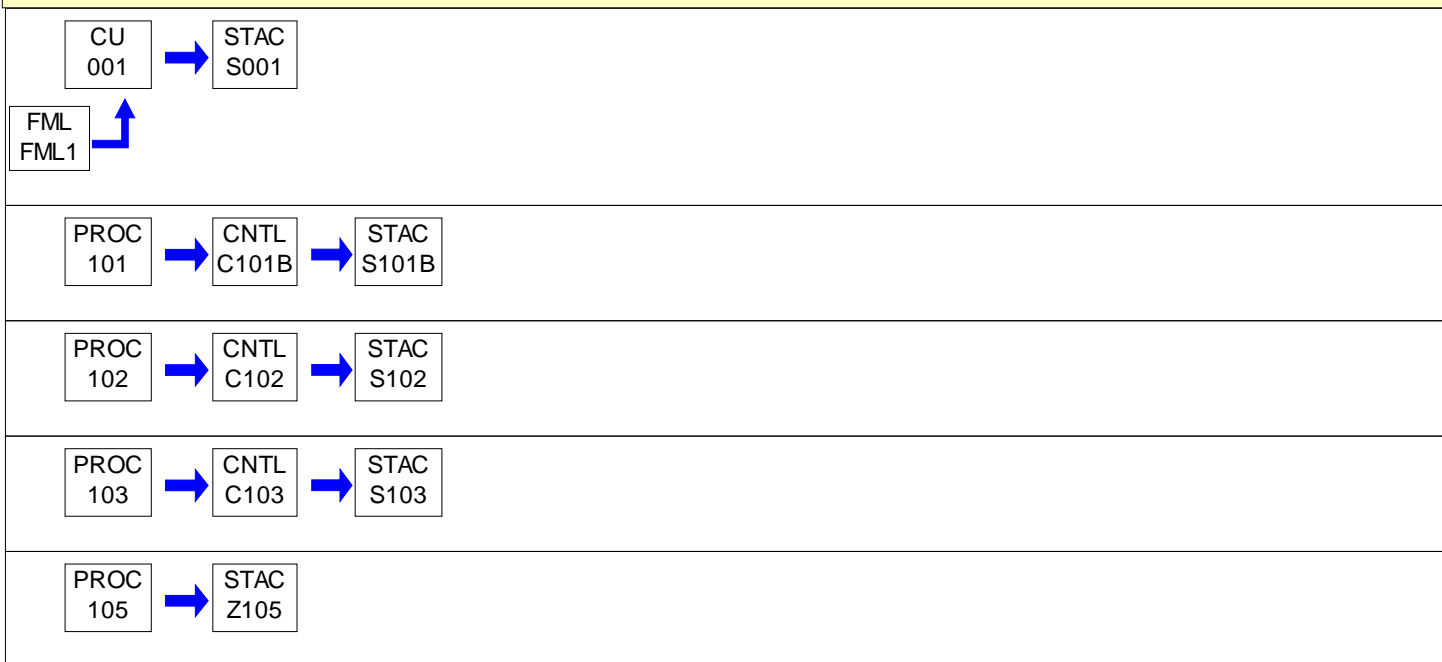 CU
001
STAC
S001
FML
FML1
PROC
101
CNTL
C101B
STAC
S101B
PROC
102
CNTL
C102
STAC
S102
PROC
103
CNTL
C103
STAC
S103
PROC
105
STAC
Z105